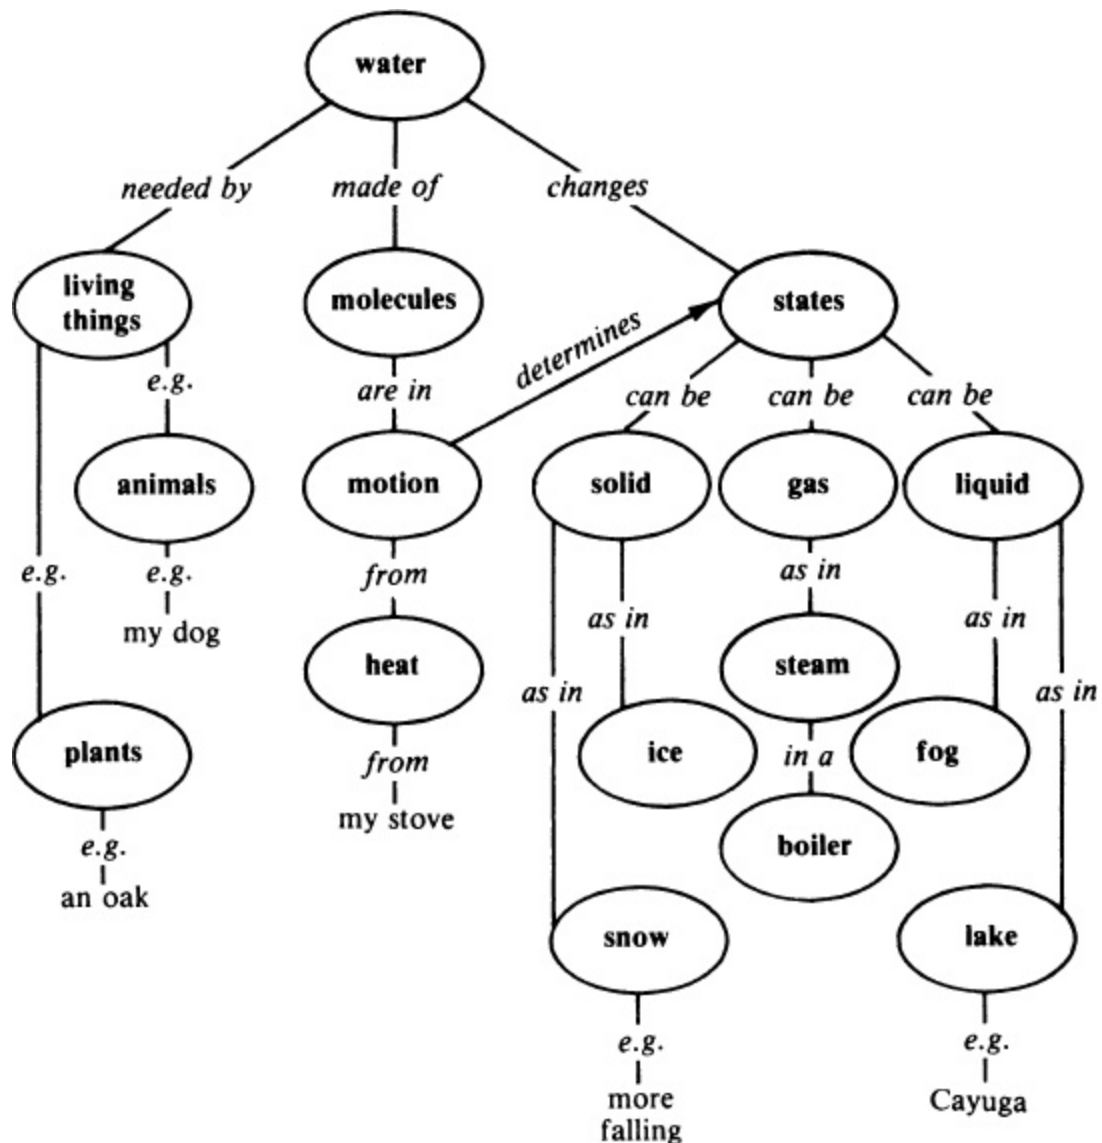 water
needed by
made of
changes
living
things
molecules
states
determines
e.g.
are in
can be
can be
can be
animals
motion
solid
gas
liquid
e.g.
e.g.
from
as in
as in
as in
my dog
heat
steam
as in
as in
plants
from
ice
in a
fog
my stove
e.g.
boiler
an oak
snow
lake
e.g.
e.g.
more
falling
Cayuga